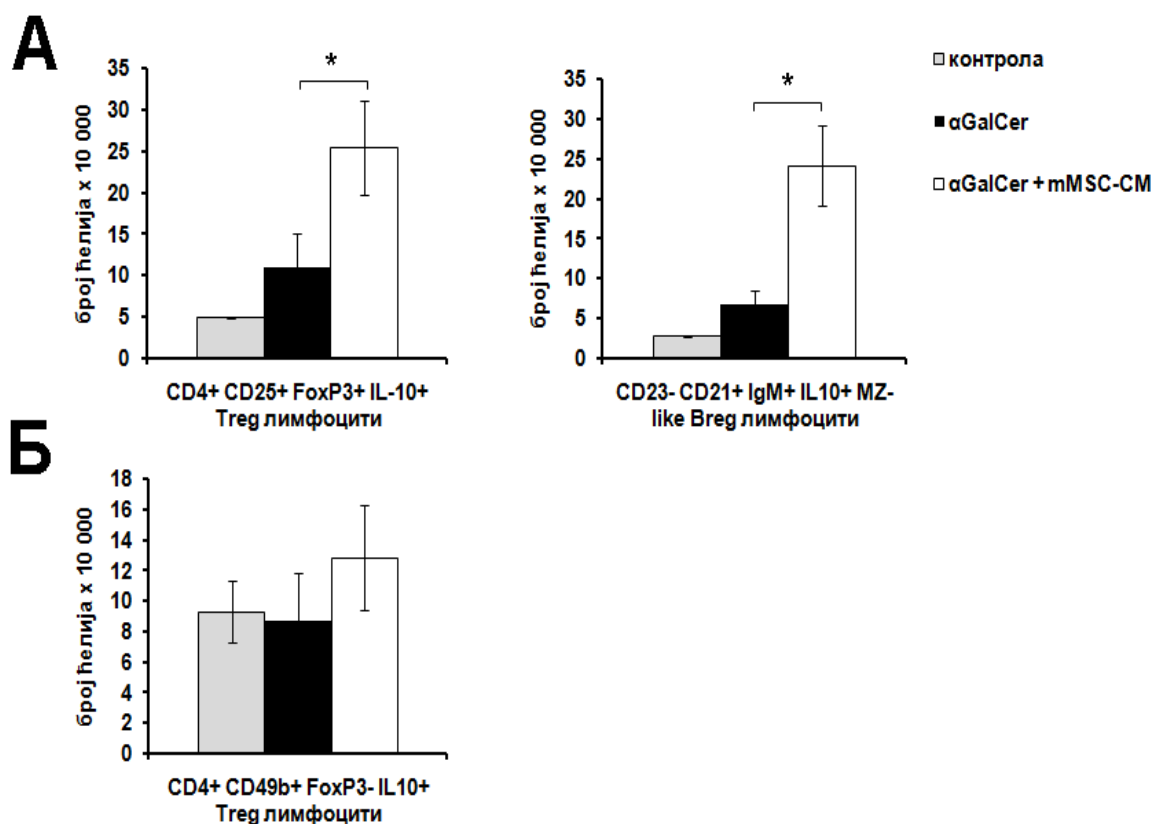 А
35
30
25
20
15
10
5
0
број ћелија x 10 000
*
CD4+ CD25+ FoxP3+ IL-10+
Treg лимфоцити
35
30
25
20
15
10
5
0
број ћелија x 10 000
*
CD23- CD21+ IgM+ IL10+ MZ-
like Breg лимфоцити
контрола
αGalCer
αGalCer + mMSC-CM
Б
18
16
14
12
10
8
6
4
2
0
број ћелија x 10 000
CD4+ CD49b+ FoxP3- IL10+
Treg лимфоцити